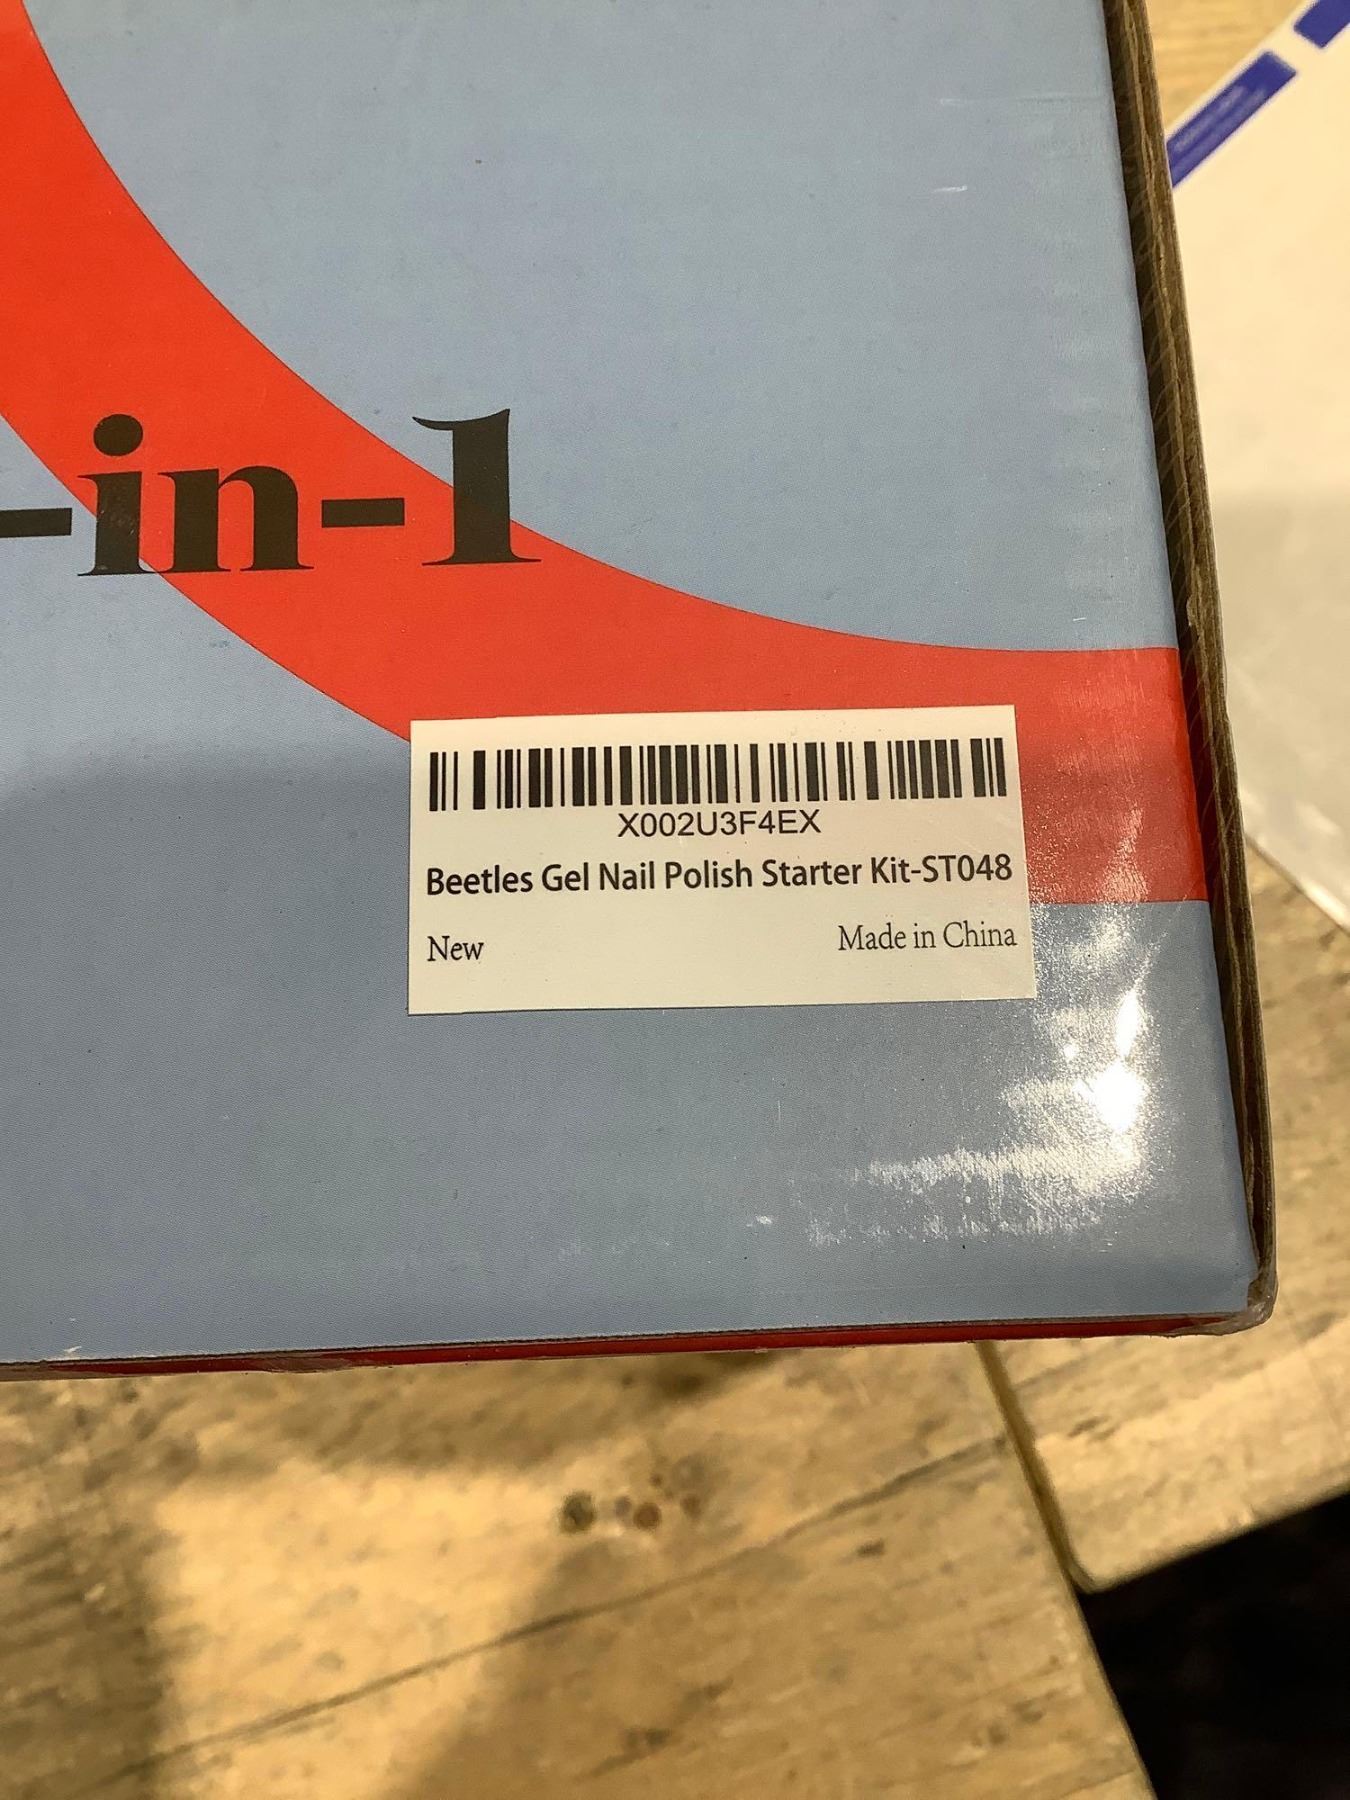 -in-1
X002U3F4EX
Beetles Gel Nail Polish Starter Kit-ST048
New
Made in China